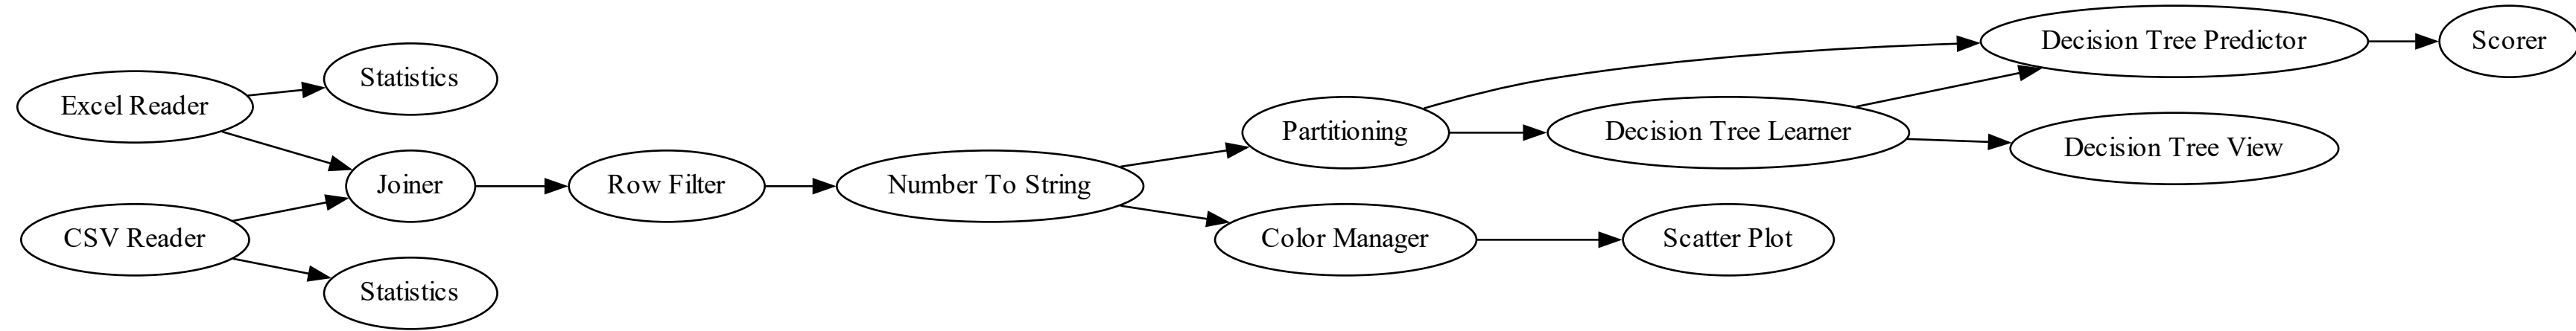 Excel Reader
CSV Reader
Statistics
Joiner
Statistics
Row Filter
Number To String
Partitioning
Color Manager
Decision Tree Learner
Scatter Plot
Decision Tree Predictor
Decision Tree View
Scorer